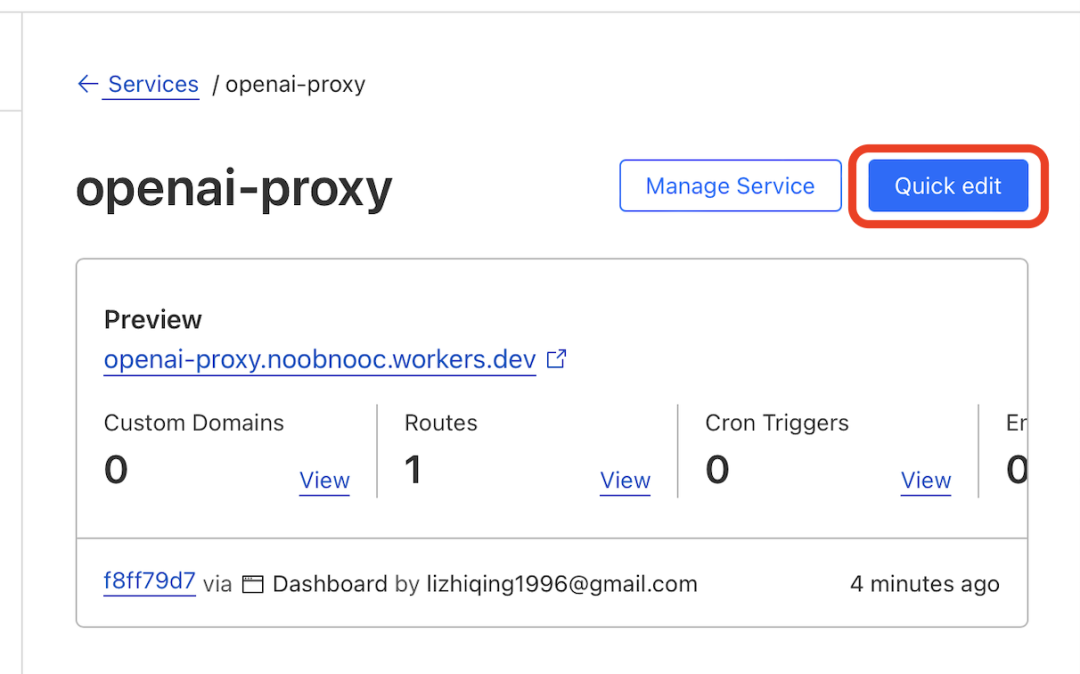 ← Services / openai-proxy
openai-proxy
Manage Service
Quick edit
Preview
openai-proxy.noobnooc.workers.dev
Custom Domains
0
View
Routes
1
View
Cron Triggers
0
View
Er
0
f8ff79d7 via Dashboard by lizhiqing1996@gmail.com
4 minutes ago